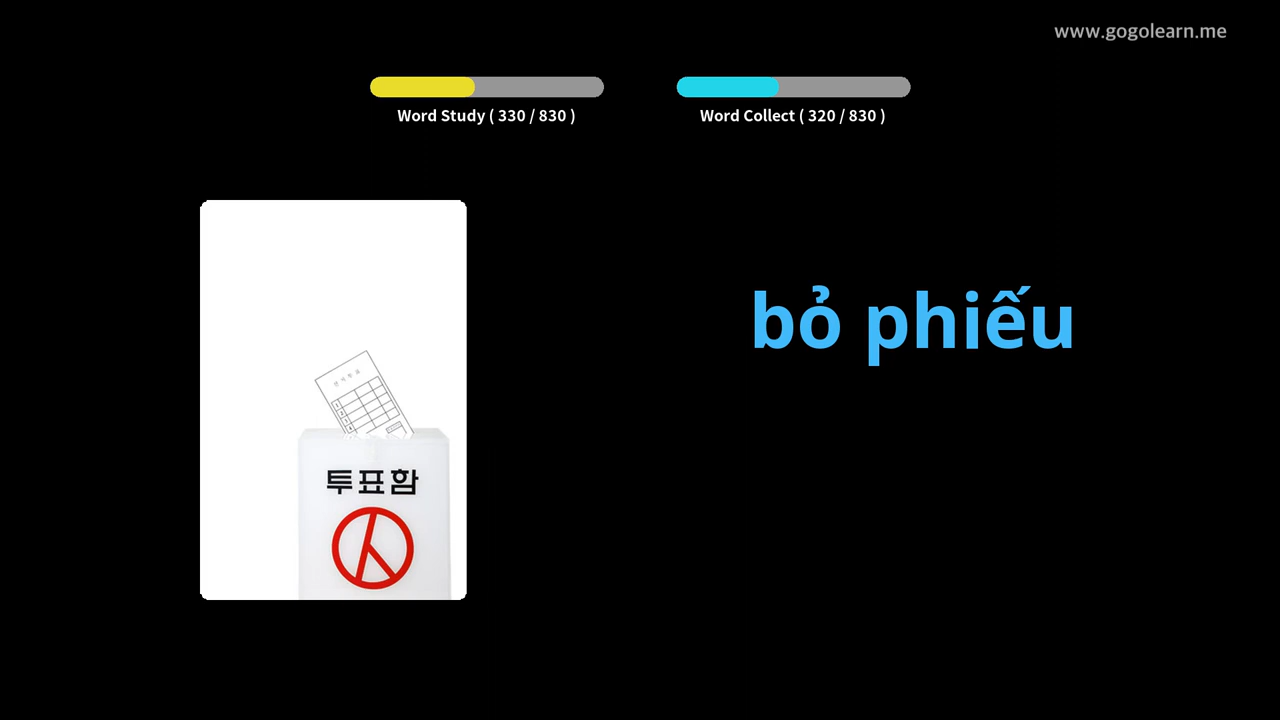 www.gogolearn.me
Word Study ( 330 / 830 )
Word Collect ( 320 / 830 )
bỏ phiếu
투표함